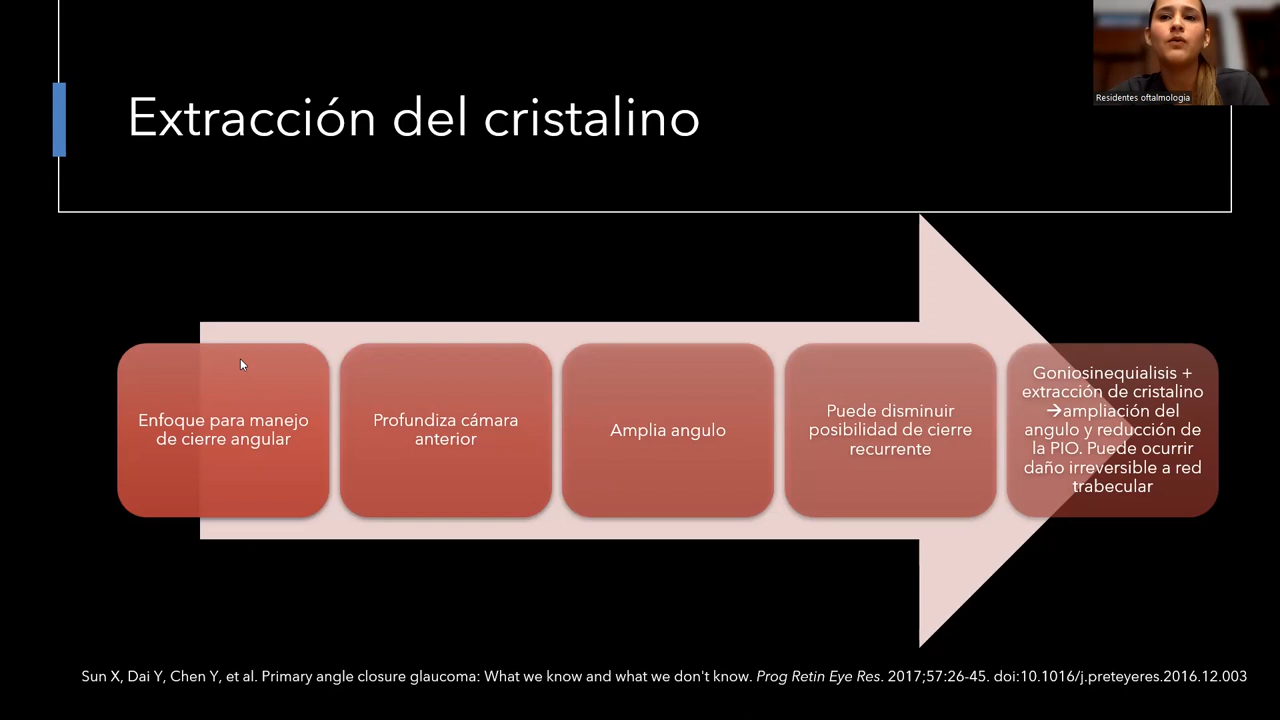 Residentes oftalmologia
Extracción del cristalino
Enfoque para manejo
de cierre angular
Profundiza cámara
anterior
Amplia angulo
Puede disminuir
posibilidad de cierre
recurrente
Goniosinequialisis +
extracción de cristalino
→ampliación del
angulo y reducción de
la PIO. Puede ocurrir
daño irreversible a red
trabecular
Sun X, Dai Y, Chen Y, et al. Primary angle closure glaucoma: What we know and what we don't know. Prog Retin Eye Res. 2017;57:26-45. doi:10.1016/j.preteyeres.2016.12.003